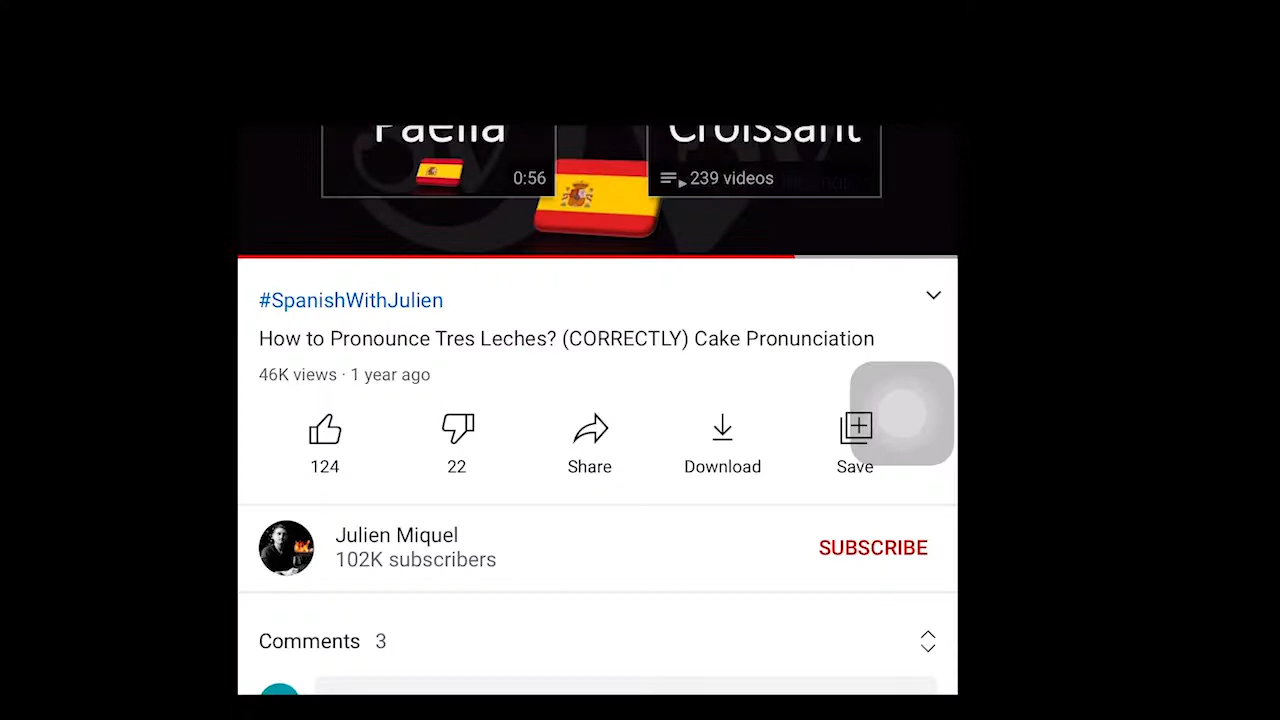 Paella
Croissant
0:56
239 videos
#SpanishWithJulien
How to Pronounce Tres Leches? (CORRECTLY) Cake Pronunciation
46K views · 1 year ago
124
22
Share
Download
Save
Julien Miquel
102K subscribers
SUBSCRIBE
Comments 3